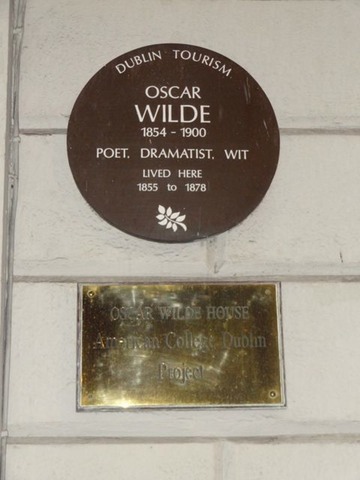 DUBLIN TOURISM
OSCAR
WILDE
1854 - 1900
POET, DRAMATIST, WIT
LIVED HERE
1855 to 1878
OSCAR WILDE HOUSE
American College Dublin
Project